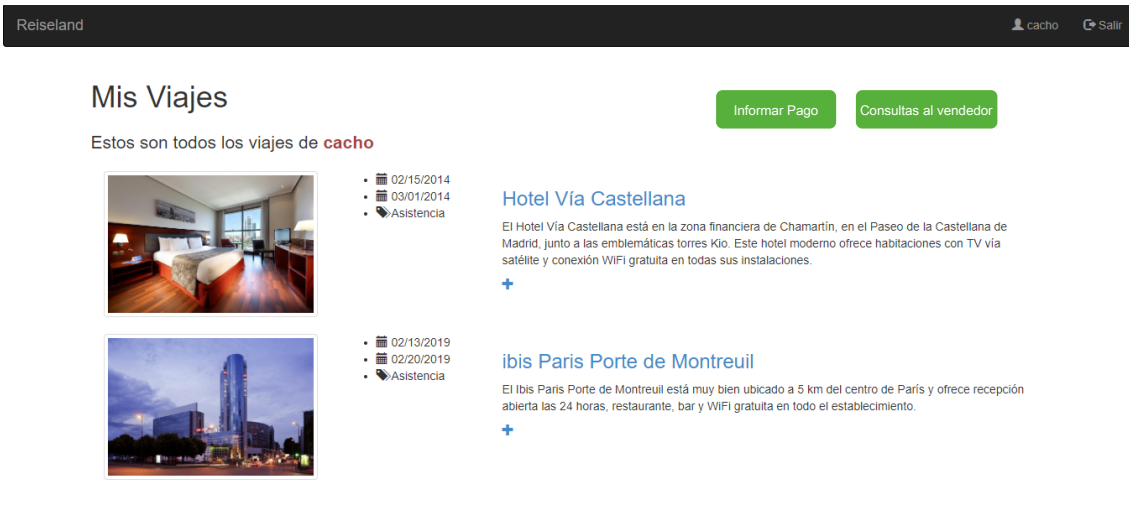 Reiseland
cacho
Salir
Mis Viajes
Informar Pago
Consultas al vendedor
Estos son todos los viajes de cacho
02/15/2014
03/01/2014
Asistencia
Hotel Vía Castellana
El Hotel Vía Castellana está en la zona financiera de Chamartín, en el Paseo de la Castellana de
Madrid, junto a las emblemáticas torres Kio. Este hotel moderno ofrece habitaciones con TV vía
satélite y conexión WiFi gratuita en todas sus instalaciones.
02/13/2019
02/20/2019
Asistencia
ibis Paris Porte de Montreuil
El Ibis Paris Porte de Montreuil está muy bien ubicado a 5 km del centro de París y ofrece recepción
abierta las 24 horas, restaurante, bar y WiFi gratuita en todo el establecimiento.